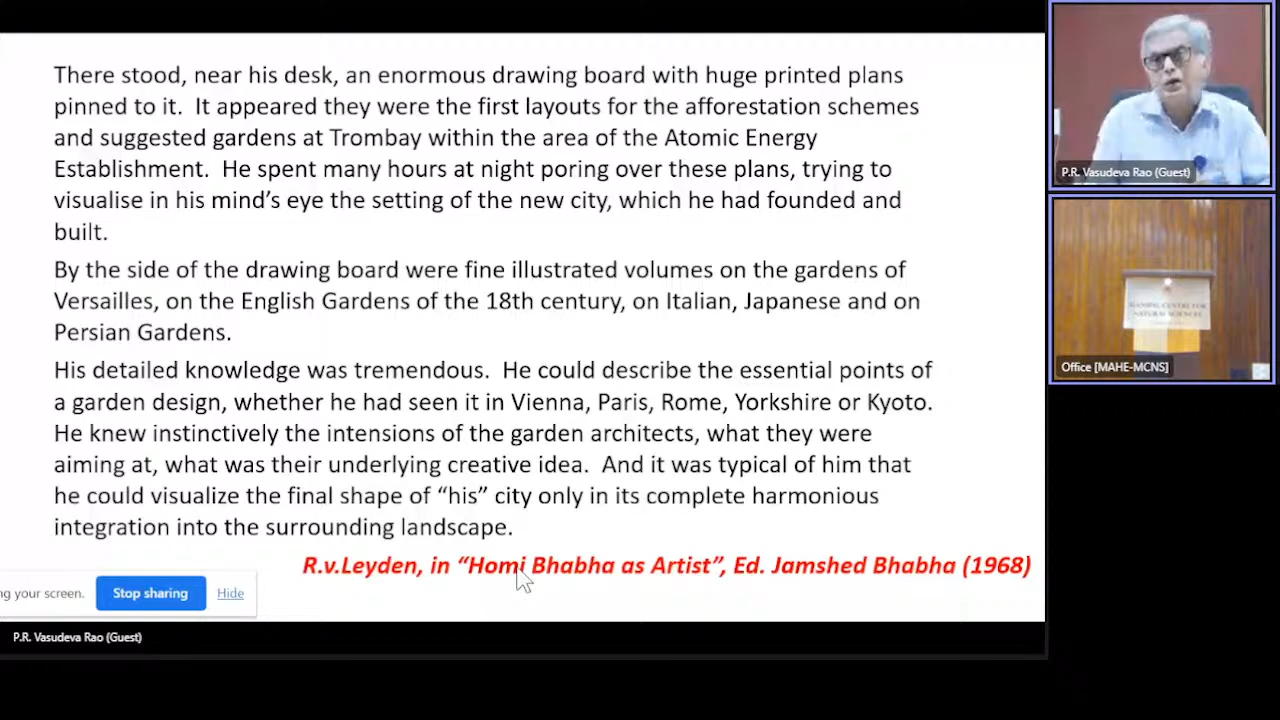 There stood, near his desk, an enormous drawing board with huge printed plans
pinned to it.  It appeared they were the first layouts for the afforestation schemes
and suggested gardens at Trombay within the area of the Atomic Energy
Establishment.  He spent many hours at night poring over these plans, trying to
visualise in his mind’s eye the setting of the new city, which he had founded and
built.
By the side of the drawing board were fine illustrated volumes on the gardens of
Versailles, on the English Gardens of the 18th century, on Italian, Japanese and on
Persian Gardens.
His detailed knowledge was tremendous.  He could describe the essential points of
a garden design, whether he had seen it in Vienna, Paris, Rome, Yorkshire or Kyoto.
He knew instinctively the intensions of the garden architects, what they were
aiming at, what was their underlying creative idea.  And it was typical of him that
he could visualize the final shape of “his” city only in its complete harmonious
integration into the surrounding landscape.
R.v.Leyden, in “Homi Bhabha as Artist”, Ed. Jamshed Bhabha (1968)
ng your screen. Stop sharing Hide
P.R. Vasudeva Rao (Guest)
P.R. Vasudeva Rao (Guest)
MANIPAL CENTRE FOR
NATURAL SCIENCES
Office [MAHE-MCNS]